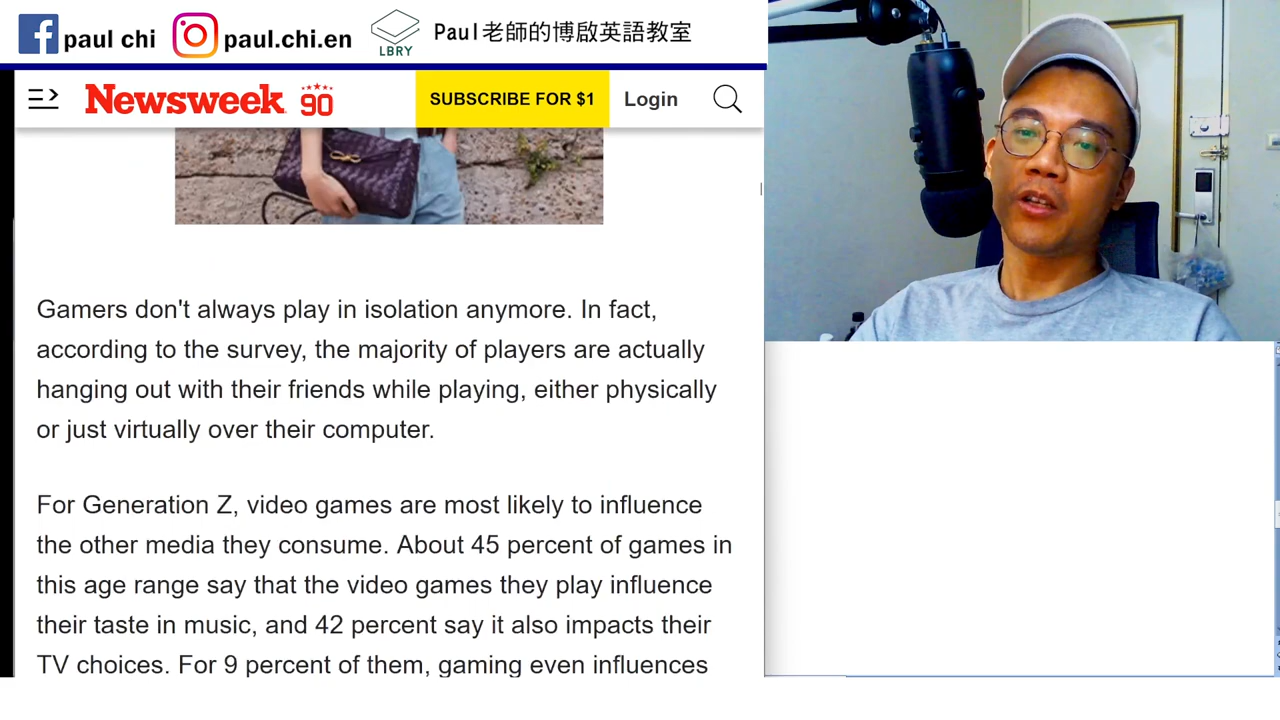 paul chi
paul.chi.en
LBRY
Paul老師的博啟英語教室
Newsweek 90
SUBSCRIBE FOR $1
Login
Gamers don't always play in isolation anymore. In fact,
according to the survey, the majority of players are actually
hanging out with their friends while playing, either physically
or just virtually over their computer.
For Generation Z, video games are most likely to influence
the other media they consume. About 45 percent of games in
this age range say that the video games they play influence
their taste in music, and 42 percent say it also impacts their
TV choices. For 9 percent of them, gaming even influences